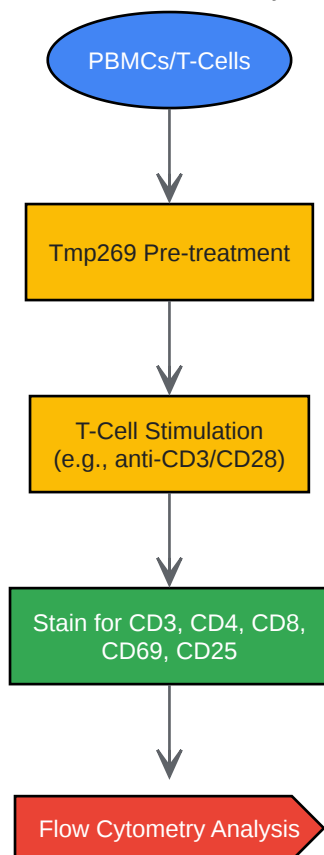 PBMCs/T-Cells
Tmp269 Pre-treatment
T-Cell Stimulation
(e.g., anti-CD3/CD28)
Stain for CD3, CD4, CD8,
CD69, CD25
Flow Cytometry Analysis